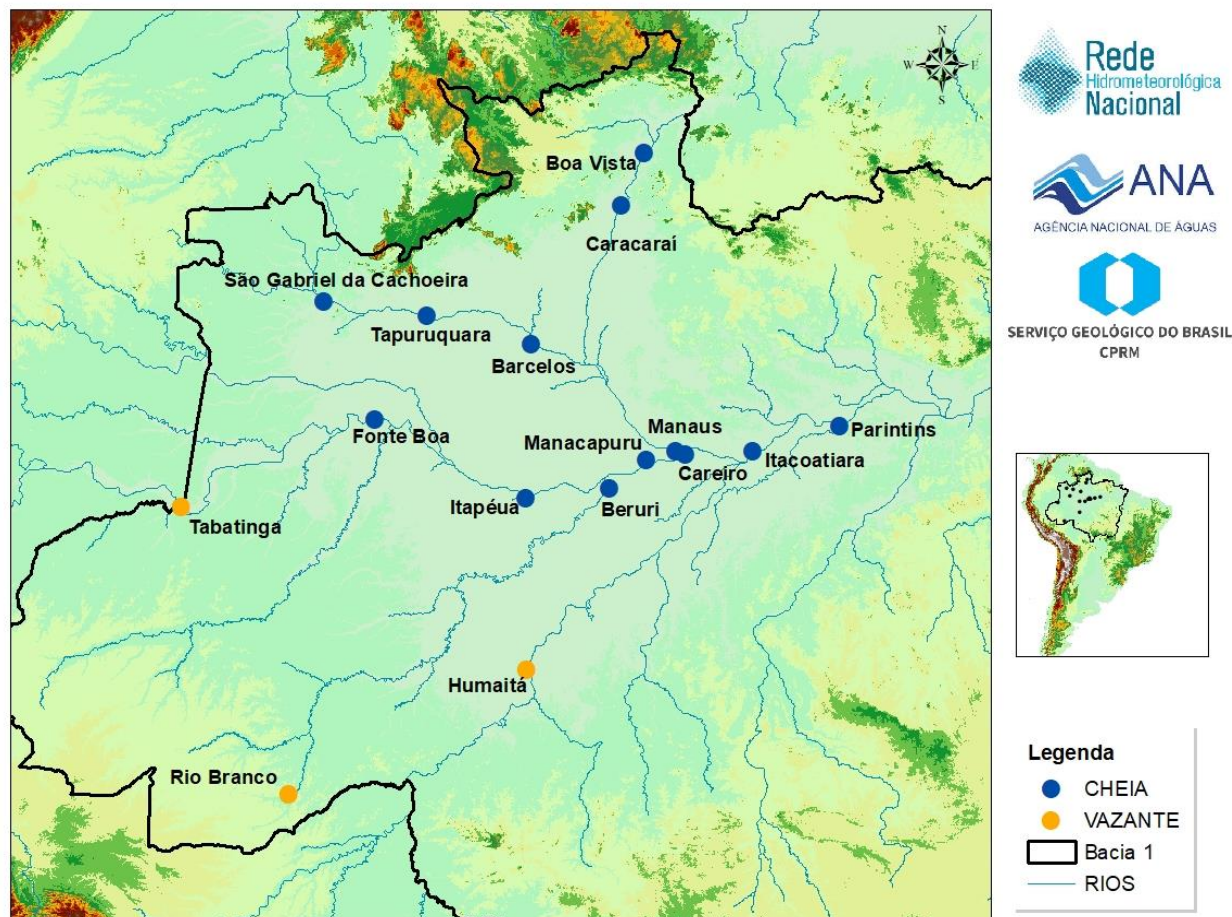 N
W
E
S
Boa Vista
Caracaraí
São Gabriel da Cachoeira
Tapuruquara
Barcelos
Fonte Boa
Manaus
Manacapuru
Careiro
Itacoatiara
Parintins
Itapéua
Beruri
Tabatinga
Humaitá
Rio Branco
Rede
Hidrometeorológica
Nacional
ANA
AGÊNCIA NACIONAL DE ÁGUAS
SERVIÇO GEOLÓGICO DO BRASIL
CPRM
Legenda
CHEIA
VAZANTE
Bacia 1
RIOS